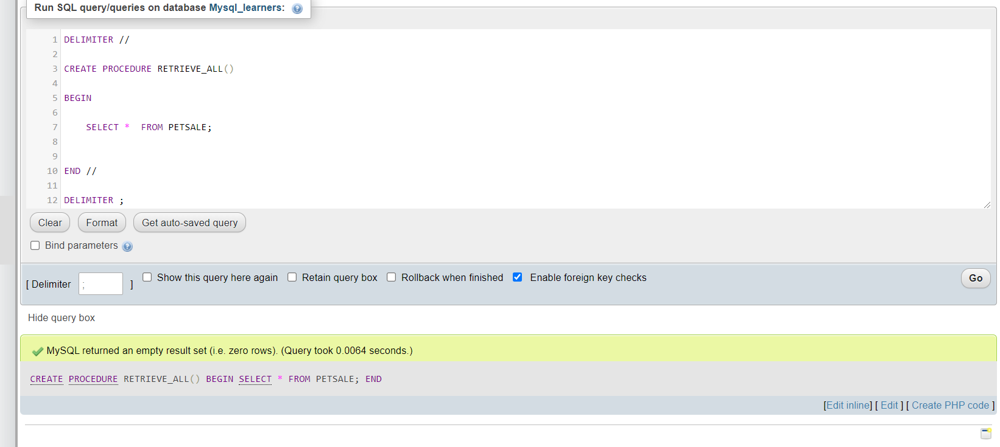 Run SQL query/queries on database Mysql_learners:
1 DELIMITER //
2
3 CREATE PROCEDURE RETRIEVE_ALL()
4
5 BEGIN
6
7 SELECT *  FROM PETSALE;
8
9
10 END //
11
12 DELIMITER ;
Clear Format Get auto-saved query
Bind parameters
[ Delimiter ; ] Show this query here again Retain query box Rollback when finished Enable foreign key checks Go
Hide query box
MySQL returned an empty result set (i.e. zero rows). (Query took 0.0064 seconds.)
CREATE PROCEDURE RETRIEVE_ALL() BEGIN SELECT * FROM PETSALE; END
[Edit inline] [ Edit ] [ Create PHP code ]